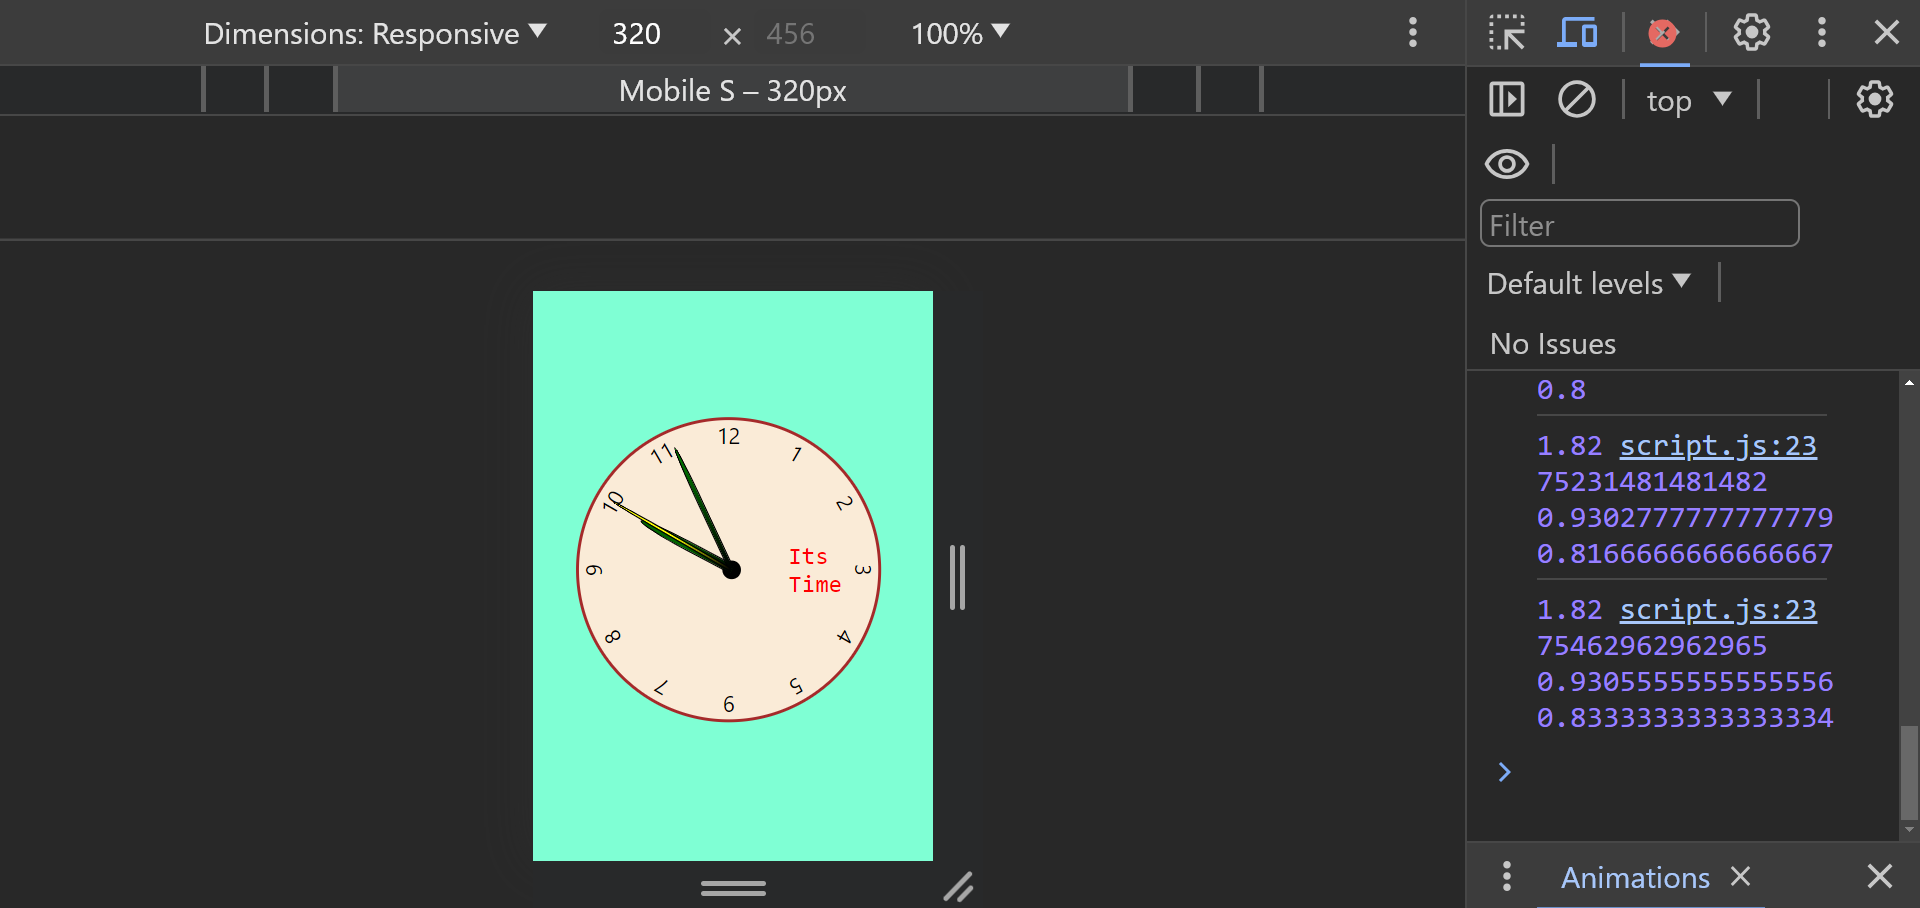 Dimensions: Responsive ▼ 320 × 456 100% ▼
Mobile S – 320px
top ▼
Filter
Default levels ▼
No Issues
0.8
1.82 script.js:23
75231481481482
0.9302777777777779
0.8166666666666667
1.82 script.js:23
75462962962965
0.9305555555555556
0.8333333333333334
Animations
12
1
2
3
4
5
6
7
8
9
10
11
Its
Time